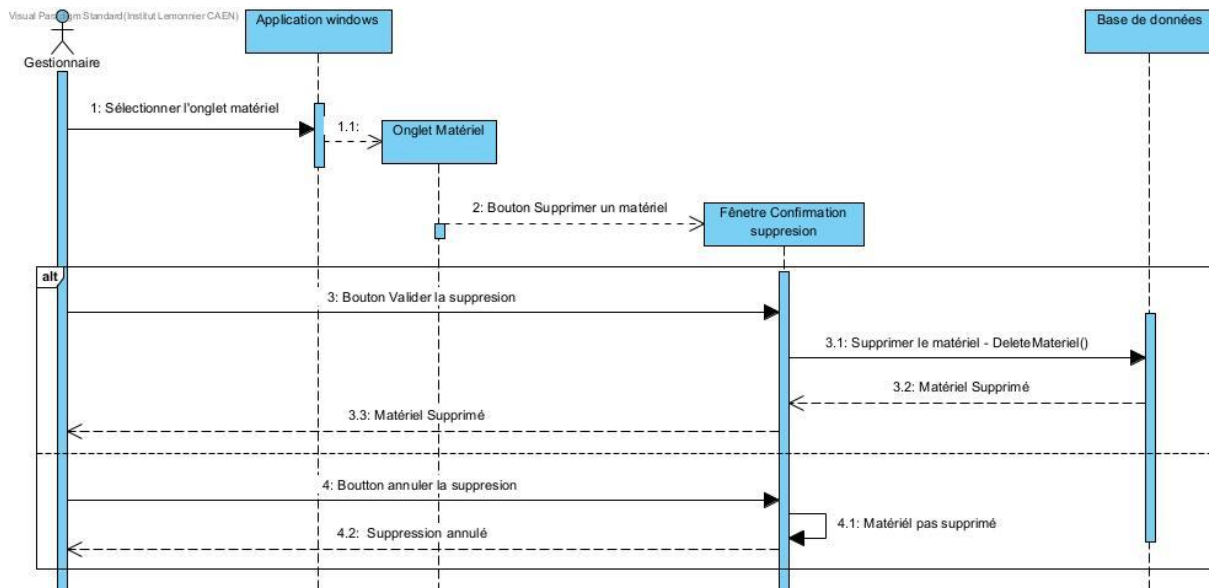 Visual Paradigm Standard(Institut Lemonnier CAEN)
Application windows
Base de données
Gestionnaire
1: Sélectionner l'onglet matériel
1.1:
Onglet Matériel
2: Bouton Supprimer un matériel
Fênetre Confirmation
suppresion
alt
3: Bouton Valider la suppresion
3.1: Supprimer le matériel - DeleteMateriel()
3.2: Matériel Supprimé
3.3: Matériel Supprimé
4: Boutton annuler la suppresion
4.1: Matériél pas supprimé
4.2: Suppression annulé